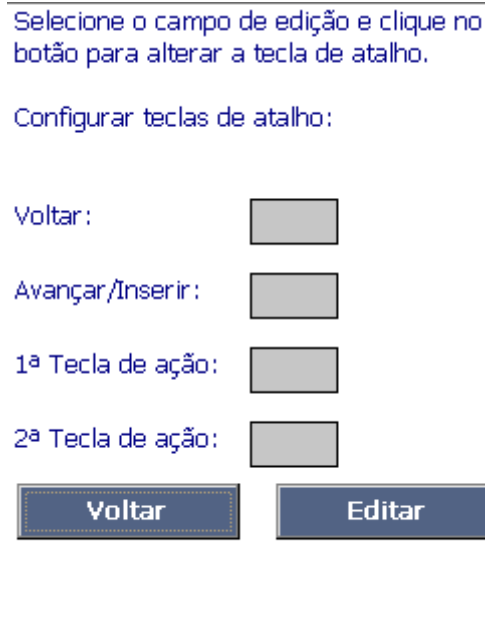 Selecione o campo de edição e clique no
botão para alterar a tecla de atalho.
Configurar teclas de atalho:
Voltar:
Avançar/Inserir:
1ª Tecla de ação:
2ª Tecla de ação:
Voltar Editar